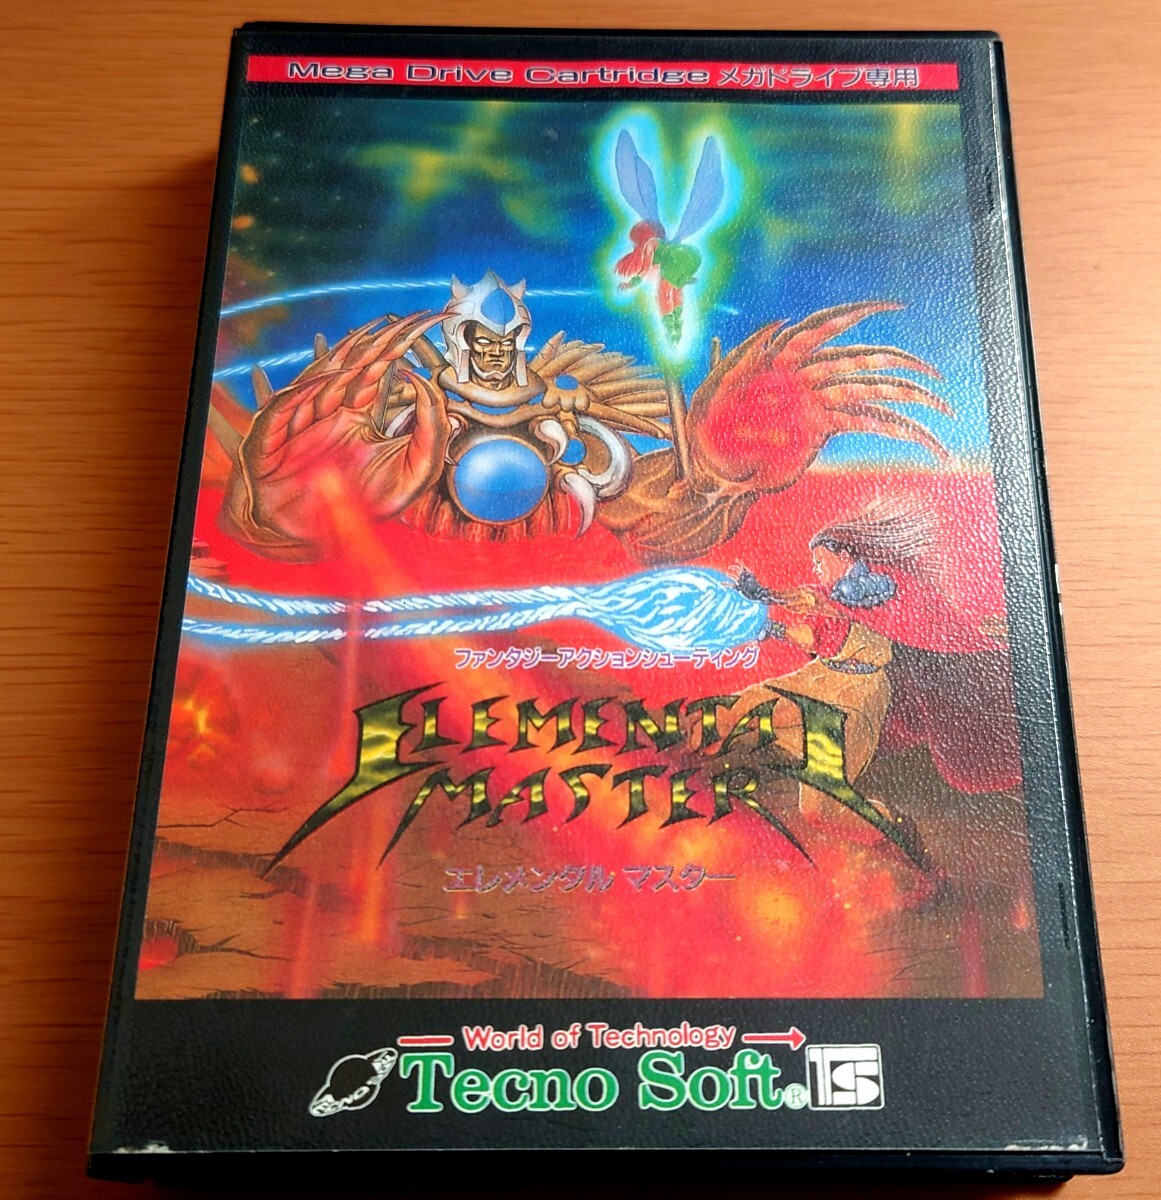 Mega Drive Cartridge メガドライブ専用
ファンタジーアクションシューティング
ELEMENTAL
MASTER
エレメンタル マスター
World of Technology
Tecno Soft®